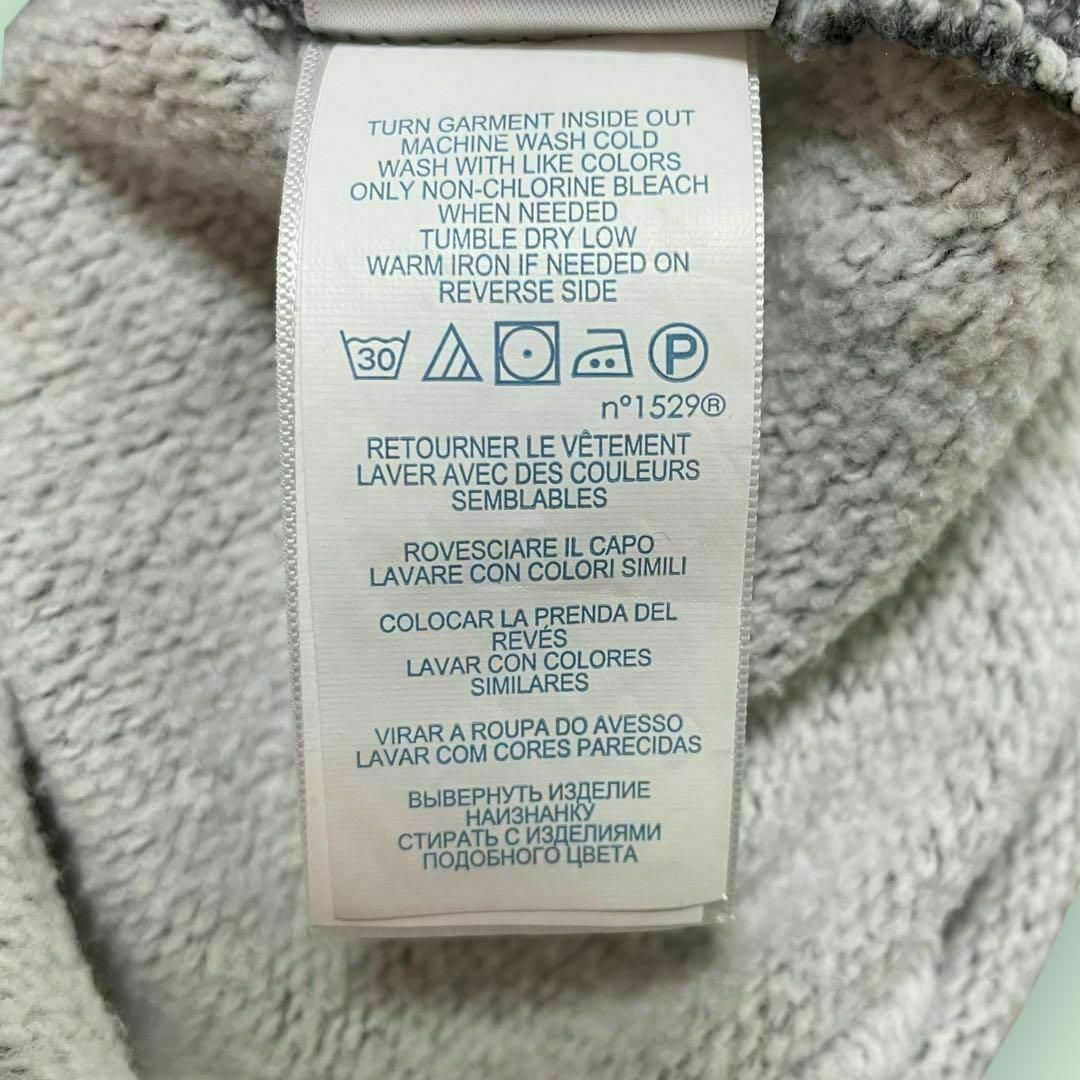 TURN GARMENT INSIDE OUT
MACHINE WASH COLD
WASH WITH LIKE COLORS
ONLY NON-CHLORINE BLEACH
WHEN NEEDED
TUMBLE DRY LOW
WARM IRON IF NEEDED ON
REVERSE SIDE
30 P
n°1529®
RETOURNER LE VÊTEMENT
LAVER AVEC DES COULEURS
SEMBLABLES
ROVESCIARE IL CAPO
LAVARE CON COLORI SIMILI
COLOCAR LA PRENDA DEL
REVÉS
LAVAR CON COLORES
SIMILARES
VIRAR A ROUPA DO AVESSO
LAVAR COM CORES PARECIDAS
ВЫВЕРНУТЬ ИЗДЕЛИЕ
НАИЗНАНКУ
СТИРАТЬ С ИЗДЕЛИЯМИ
ПОДОБНОГО ЦВЕТА